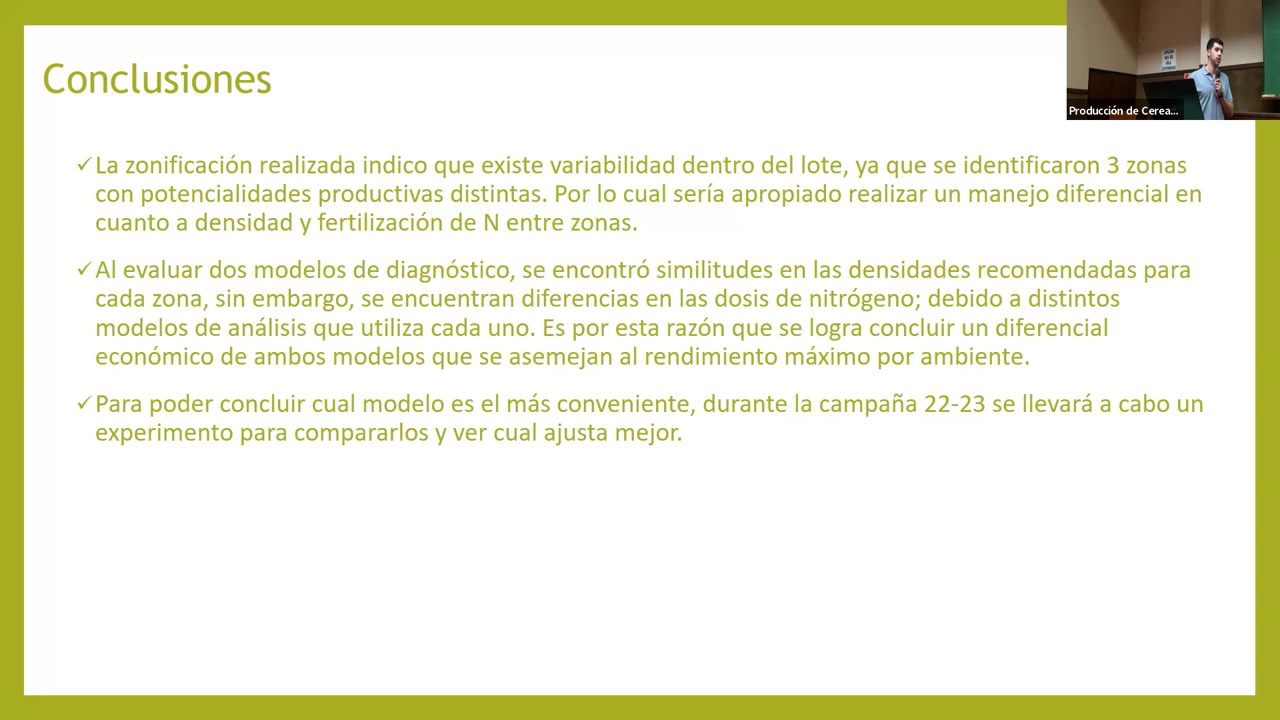 Conclusiones
Producción de Cerea...
✓La zonificación realizada indico que existe variabilidad dentro del lote, ya que se identificaron 3 zonas
con potencialidades productivas distintas. Por lo cual sería apropiado realizar un manejo diferencial en
cuanto a densidad y fertilización de N entre zonas.
✓Al evaluar dos modelos de diagnóstico, se encontró similitudes en las densidades recomendadas para
cada zona, sin embargo, se encuentran diferencias en las dosis de nitrógeno; debido a distintos
modelos de análisis que utiliza cada uno. Es por esta razón que se logra concluir un diferencial
económico de ambos modelos que se asemejan al rendimiento máximo por ambiente.
✓Para poder concluir cual modelo es el más conveniente, durante la campaña 22-23 se llevará a cabo un
experimento para compararlos y ver cual ajusta mejor.